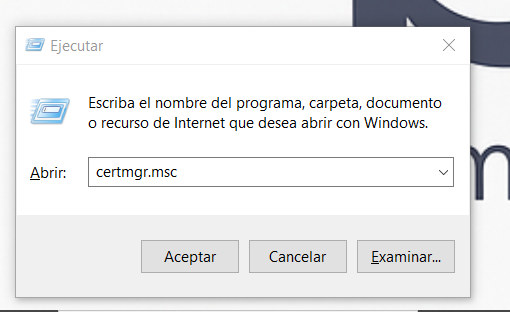 Ejecutar
Escriba el nombre del programa, carpeta, documento
o recurso de Internet que desea abrir con Windows.
Abrir: certmgr.msc
Aceptar Cancelar Examinar...
m